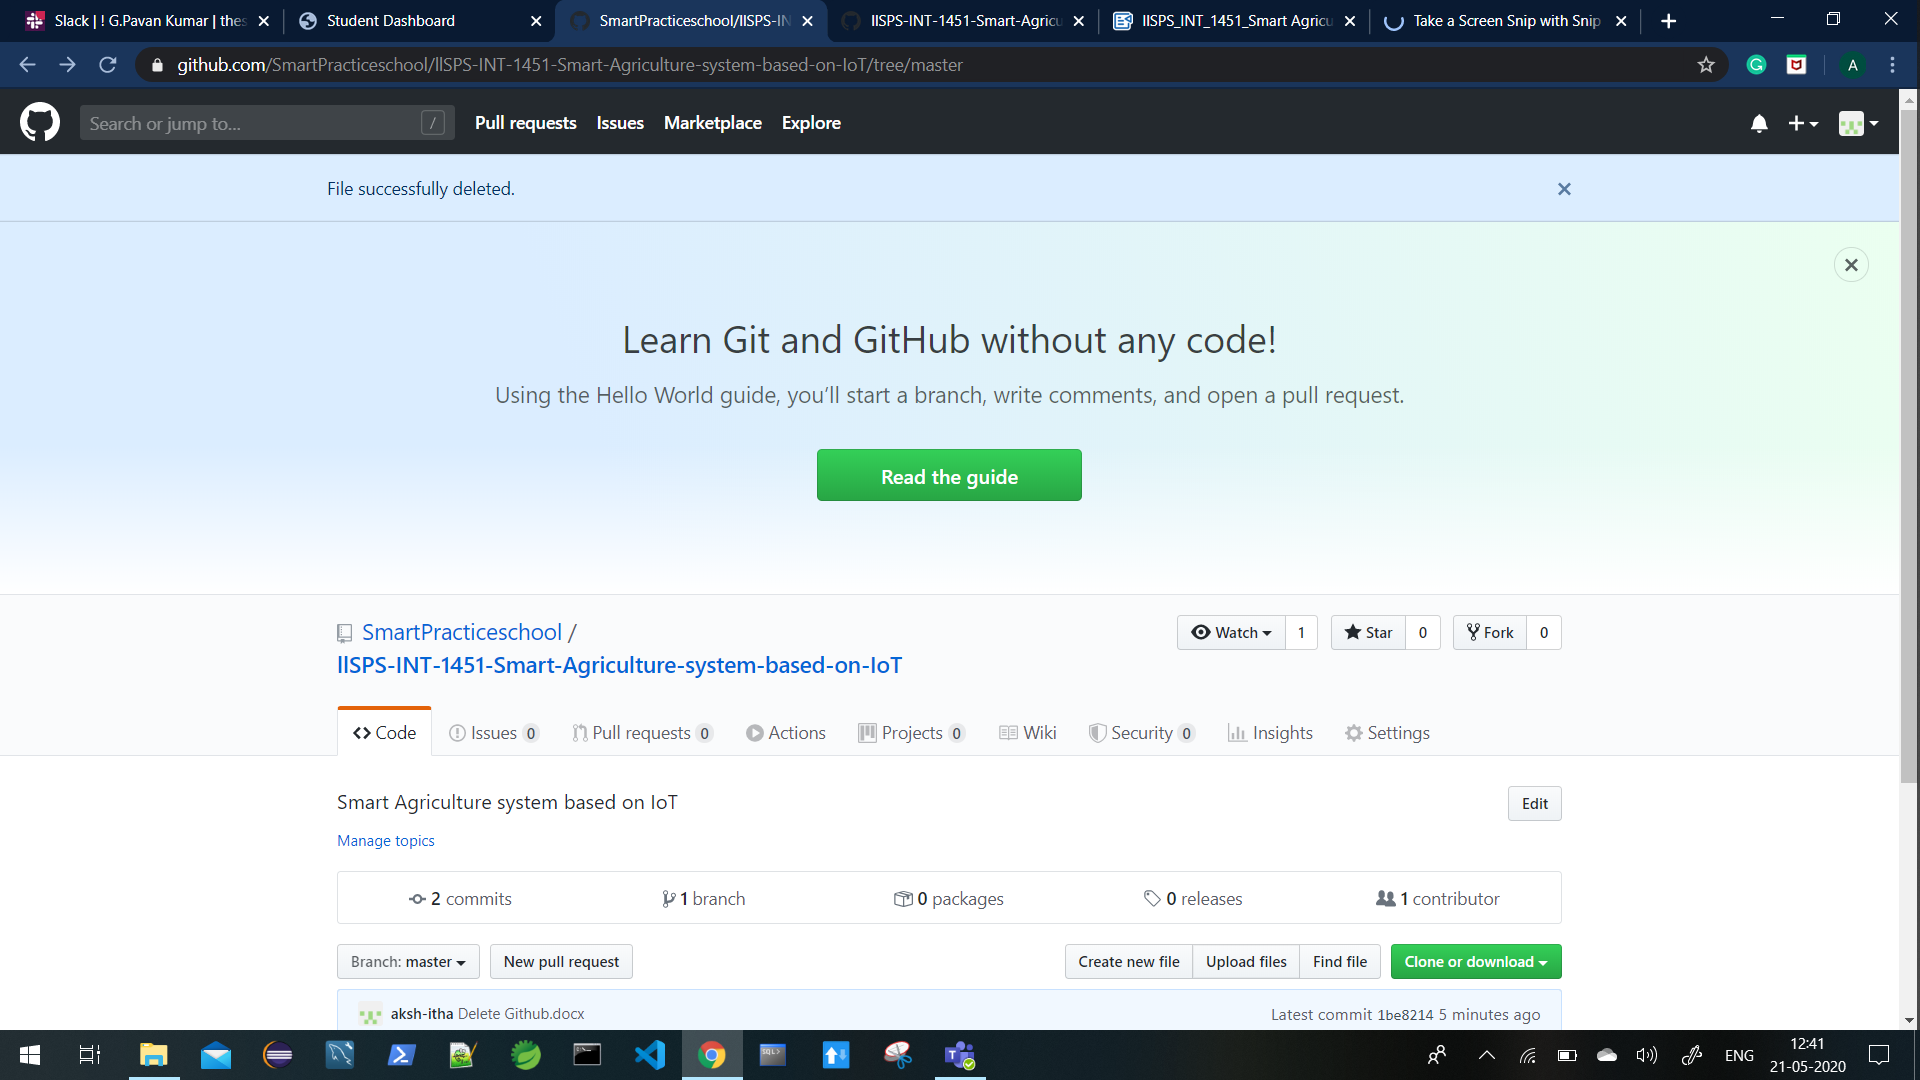 Slack | ! G.Pavan Kumar | thes
Student Dashboard
SmartPracticeschool/llSPS-IN
llSPS-INT-1451-Smart-Agricu
llSPS_INT_1451_Smart Agricu
Take a Screen Snip with Snip
github.com/SmartPracticeschool/llSPS-INT-1451-Smart-Agriculture-system-based-on-IoT/tree/master
A
Search or jump to...
/
Pull requests
Issues
Marketplace
Explore
File successfully deleted.
Learn Git and GitHub without any code!
Using the Hello World guide, you’ll start a branch, write comments, and open a pull request.
Read the guide
SmartPracticeschool /
llSPS-INT-1451-Smart-Agriculture-system-based-on-IoT
Watch 1
Star 0
Fork 0
Code
Issues 0
Pull requests 0
Actions
Projects 0
Wiki
Security 0
Insights
Settings
Smart Agriculture system based on IoT
Edit
Manage topics
2 commits
1 branch
0 packages
0 releases
1 contributor
Branch: master
New pull request
Create new file
Upload files
Find file
Clone or download
aksh-itha Delete Github.docx
Latest commit 1be8214 5 minutes ago
SQL>
ENG
12:41
21-05-2020